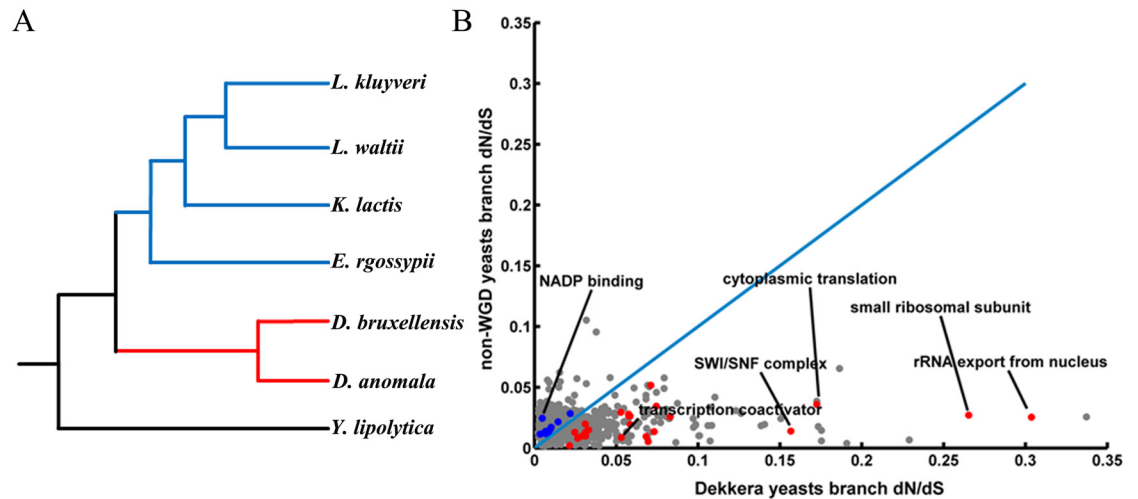 A
L. kluyveri
L. waltii
K. lactis
E. rgossypii
D. bruxellensis
D. anomala
Y. lipolytica
B
non-WGD yeasts branch dN/dS
0.35
0.3
0.25
0.2
0.15
0.1
0.05
0
NADP binding
cytoplasmic translation
small ribosomal subunit
SWI/SNF complex
rRNA export from nucleus
transcription coactivator
0
0.05
0.1
0.15
0.2
0.25
0.3
0.35
Dekkera yeasts branch dN/dS